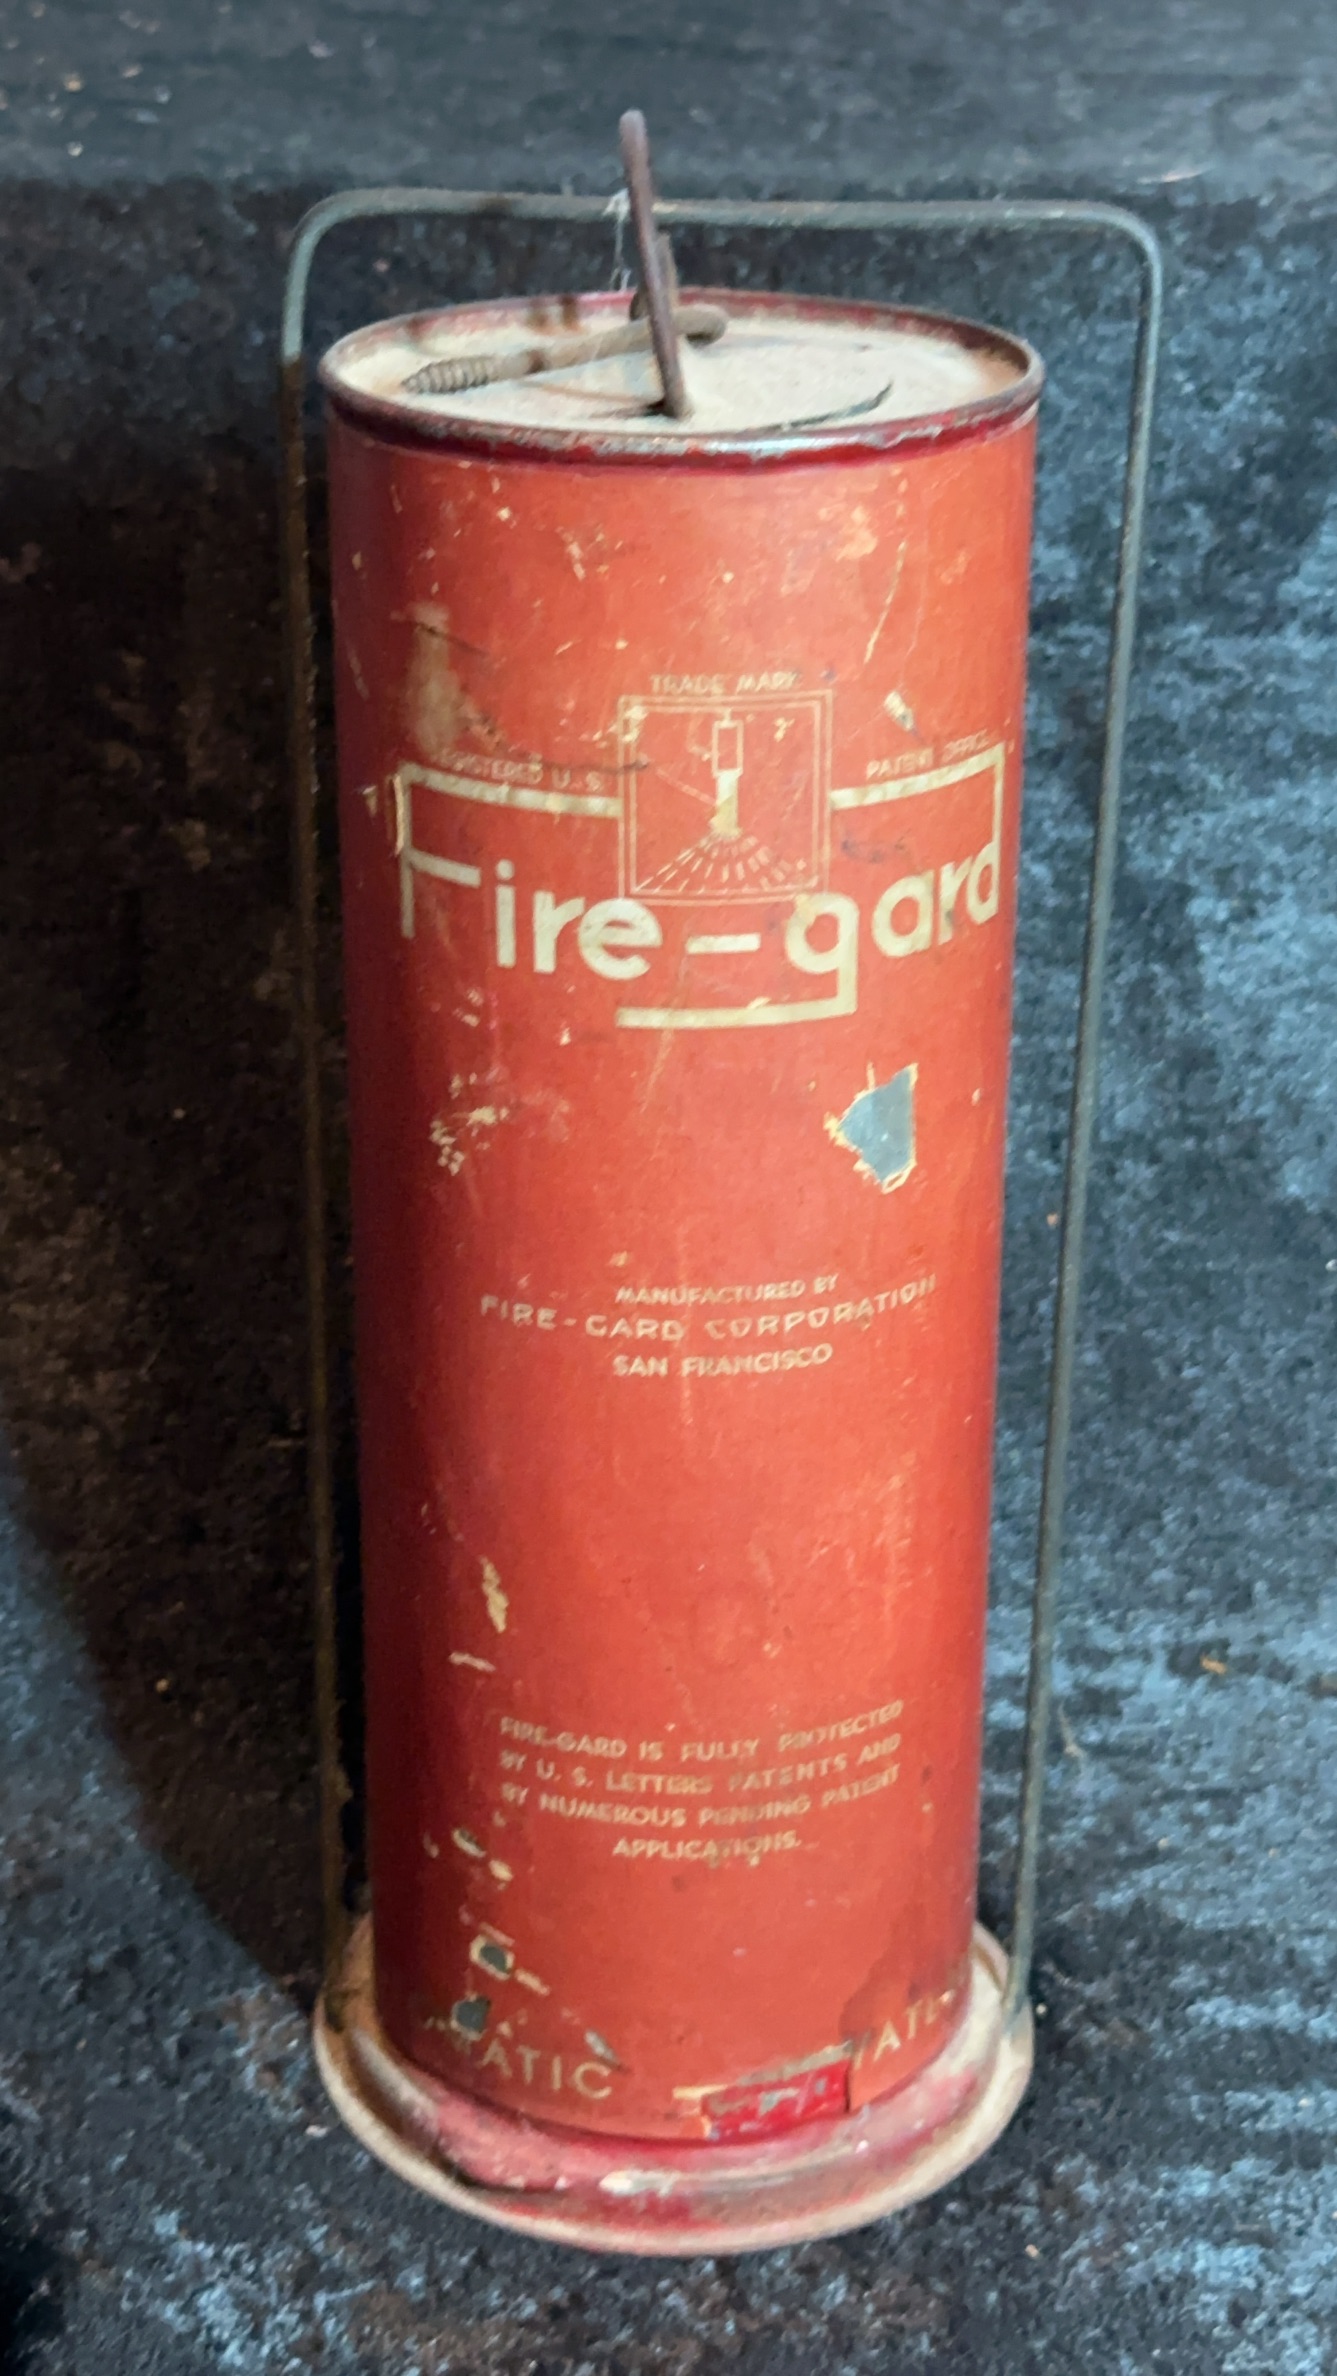 TRADE MARK
REGISTERED U.S. PATENT OFFICE
Fire-gard
MANUFACTURED BY
FIRE-GARD CORPORATION
SAN FRANCISCO
FIRE-GARD IS FULLY PROTECTED
BY U. S. LETTERS PATENTS AND
BY NUMEROUS PENDING PATENT
APPLICATIONS.